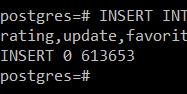 postgres=# INSERT INT
rating,update,favorit
INSERT 0 613653
postgres=#